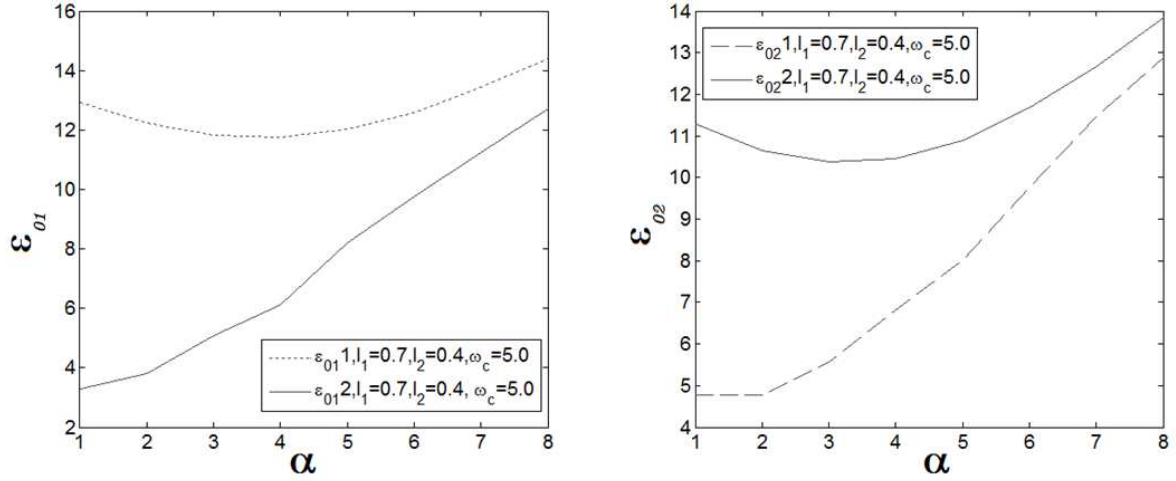 16
14
12
10
8
6
4
2
1 2 3 4 5 6 7 8
ε01
α
ε011,l1=0.7,l2=0.4,ωc=5.0
ε012,l1=0.7,l2=0.4, ωc=5.0
14
13
12
11
10
9
8
7
6
5
4
1 2 3 4 5 6 7 8
ε02
α
ε021,l1=0.7,l2=0.4,ωc=5.0
ε022,l1=0.7,l2=0.4,ωc=5.0